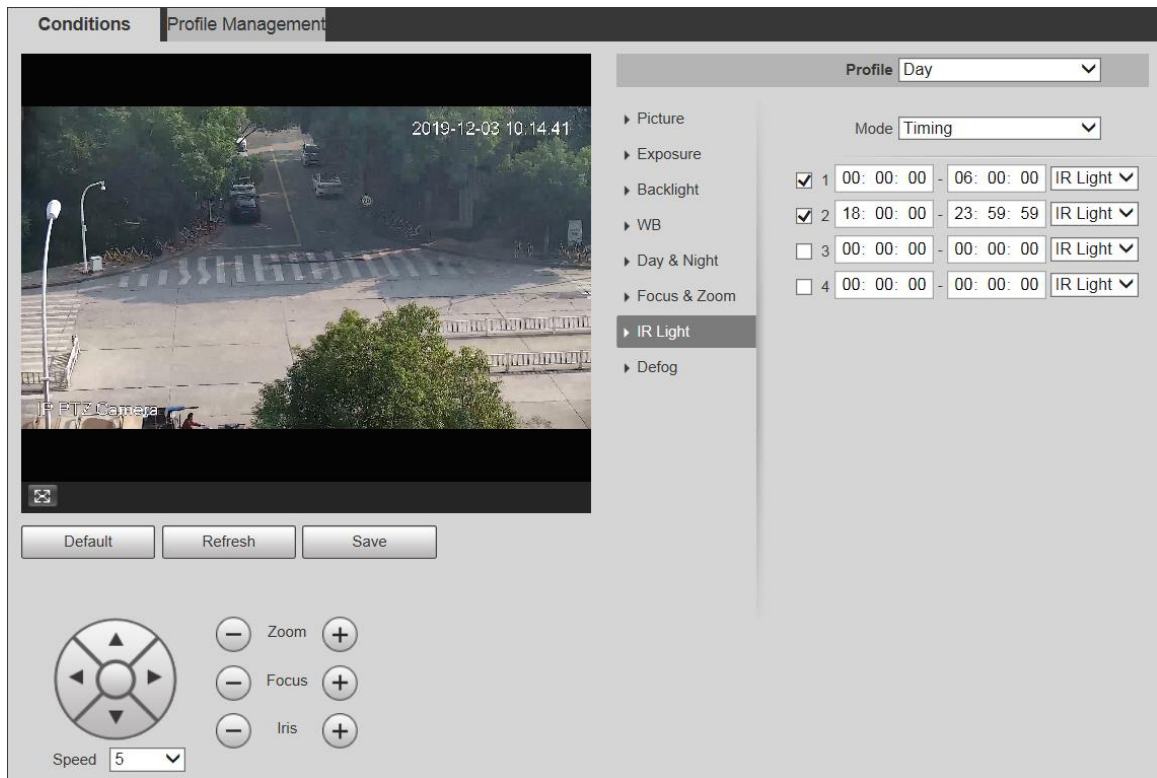 Conditions Profile Management
Profile Day
2019-12-03 10:14:41
IP PTZ Camera
Default Refresh Save
Zoom
Focus
Iris
Speed 5
Picture
Exposure
Backlight
WB
Day & Night
Focus & Zoom
IR Light
Defog
Mode Timing
1 00: 00: 00 - 06: 00: 00 IR Light
2 18: 00: 00 - 23: 59: 59 IR Light
3 00: 00: 00 - 00: 00: 00 IR Light
4 00: 00: 00 - 00: 00: 00 IR Light